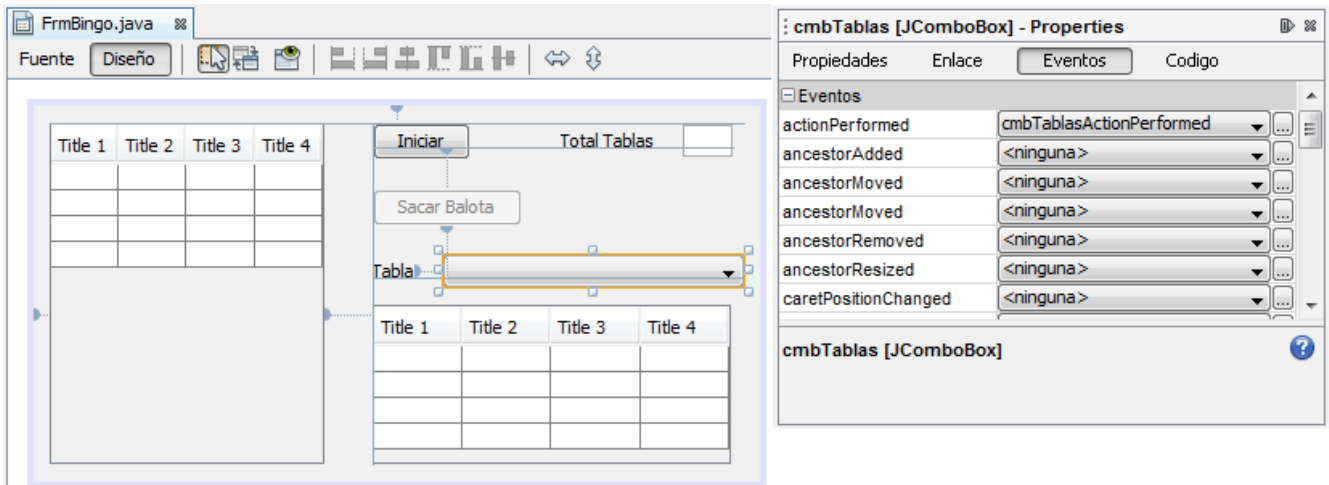 FrmBingo.java
Fuente Diseño
Title 1 Title 2 Title 3 Title 4
Iniciar Total Tablas
Sacar Balota
Tabla
Title 1 Title 2 Title 3 Title 4
cmbTablas [JComboBox] - Properties
Propiedades Enlace Eventos Codigo
Eventos
actionPerformed cmbTablasActionPerformed ...
ancestorAdded <ninguna> ...
ancestorMoved <ninguna> ...
ancestorMoved <ninguna> ...
ancestorRemoved <ninguna> ...
ancestorResized <ninguna> ...
caretPositionChanged <ninguna> ...
cmbTablas [JComboBox]